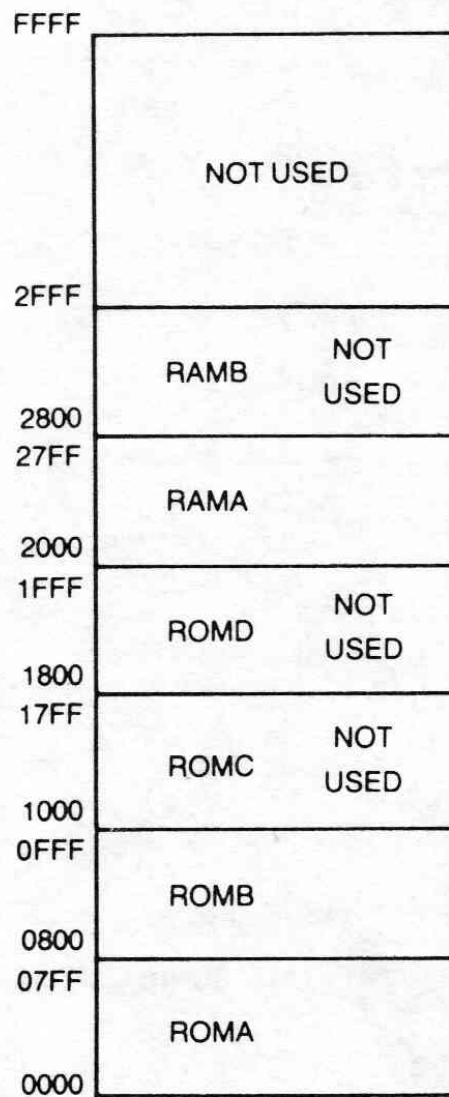 FFFF
NOT USED
2FFF
RAMB NOT
USED
2800
27FF
RAMA
2000
1FFF
ROMD NOT
USED
1800
17FF
ROMC NOT
USED
1000
0FFF
ROMB
0800
07FF
ROMA
0000